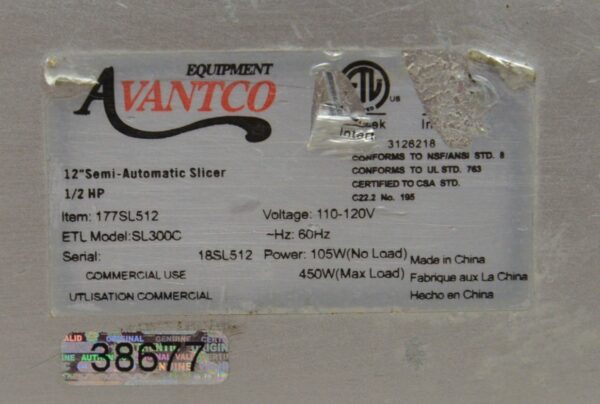 EQUIPMENT
AVANTCO
US
3126218
CONFORMS TO NSF/ANSI STD. 8
CONFORMS TO UL STD. 763
CERTIFIED TO CSA STD.
C22.2 No. 195
12"Semi-Automatic Slicer
1/2 HP
Item: 177SL512
Voltage: 110-120V
ETL Model:SL300C
~Hz: 60Hz
Serial: 18SL512
Power: 105W(No Load)
450W(Max Load)
COMMERCIAL USE
UTLISATION COMMERCIAL
Made in China
Fabrique aux La China
Hecho en China
38677